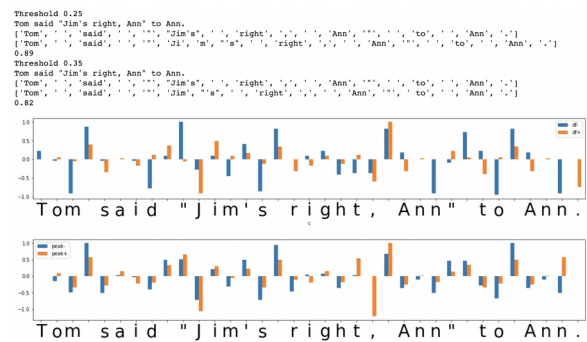 Threshold 0.25
Tom said "Jim's right, Ann" to Ann.
['Tom', ' ', 'said', ' ', '"', "Jim's", ' ', 'right', ',', ' ', 'Ann', '"', ' ', 'to', ' ', 'Ann', '.']
['Tom', ' ', 'said', ' ', '"', 'Ji', 'm', "'s", ' ', 'right', ',', ' ', 'Ann', '"', ' ', 'to', ' ', 'Ann', '.']
0.89
Threshold 0.35
Tom said "Jim's right, Ann" to Ann.
['Tom', ' ', 'said', ' ', '"', "Jim's", ' ', 'right', ',', ' ', 'Ann', '"', ' ', 'to', ' ', 'Ann', '.']
['Tom', ' ', 'said', ' ', '"', 'Jim', "'s", ' ', 'right', ',', ' ', 'Ann', '"', ' to', ' ', 'Ann', '.']
0.82
df-
df+
1.0
0.5
0.0
-0.5
-1.0
Tom said "Jim's right, Ann" to Ann.
c
peak-
peak+
1.0
0.5
0.0
-0.5
-1.0
Tom said "Jim's right, Ann" to Ann.